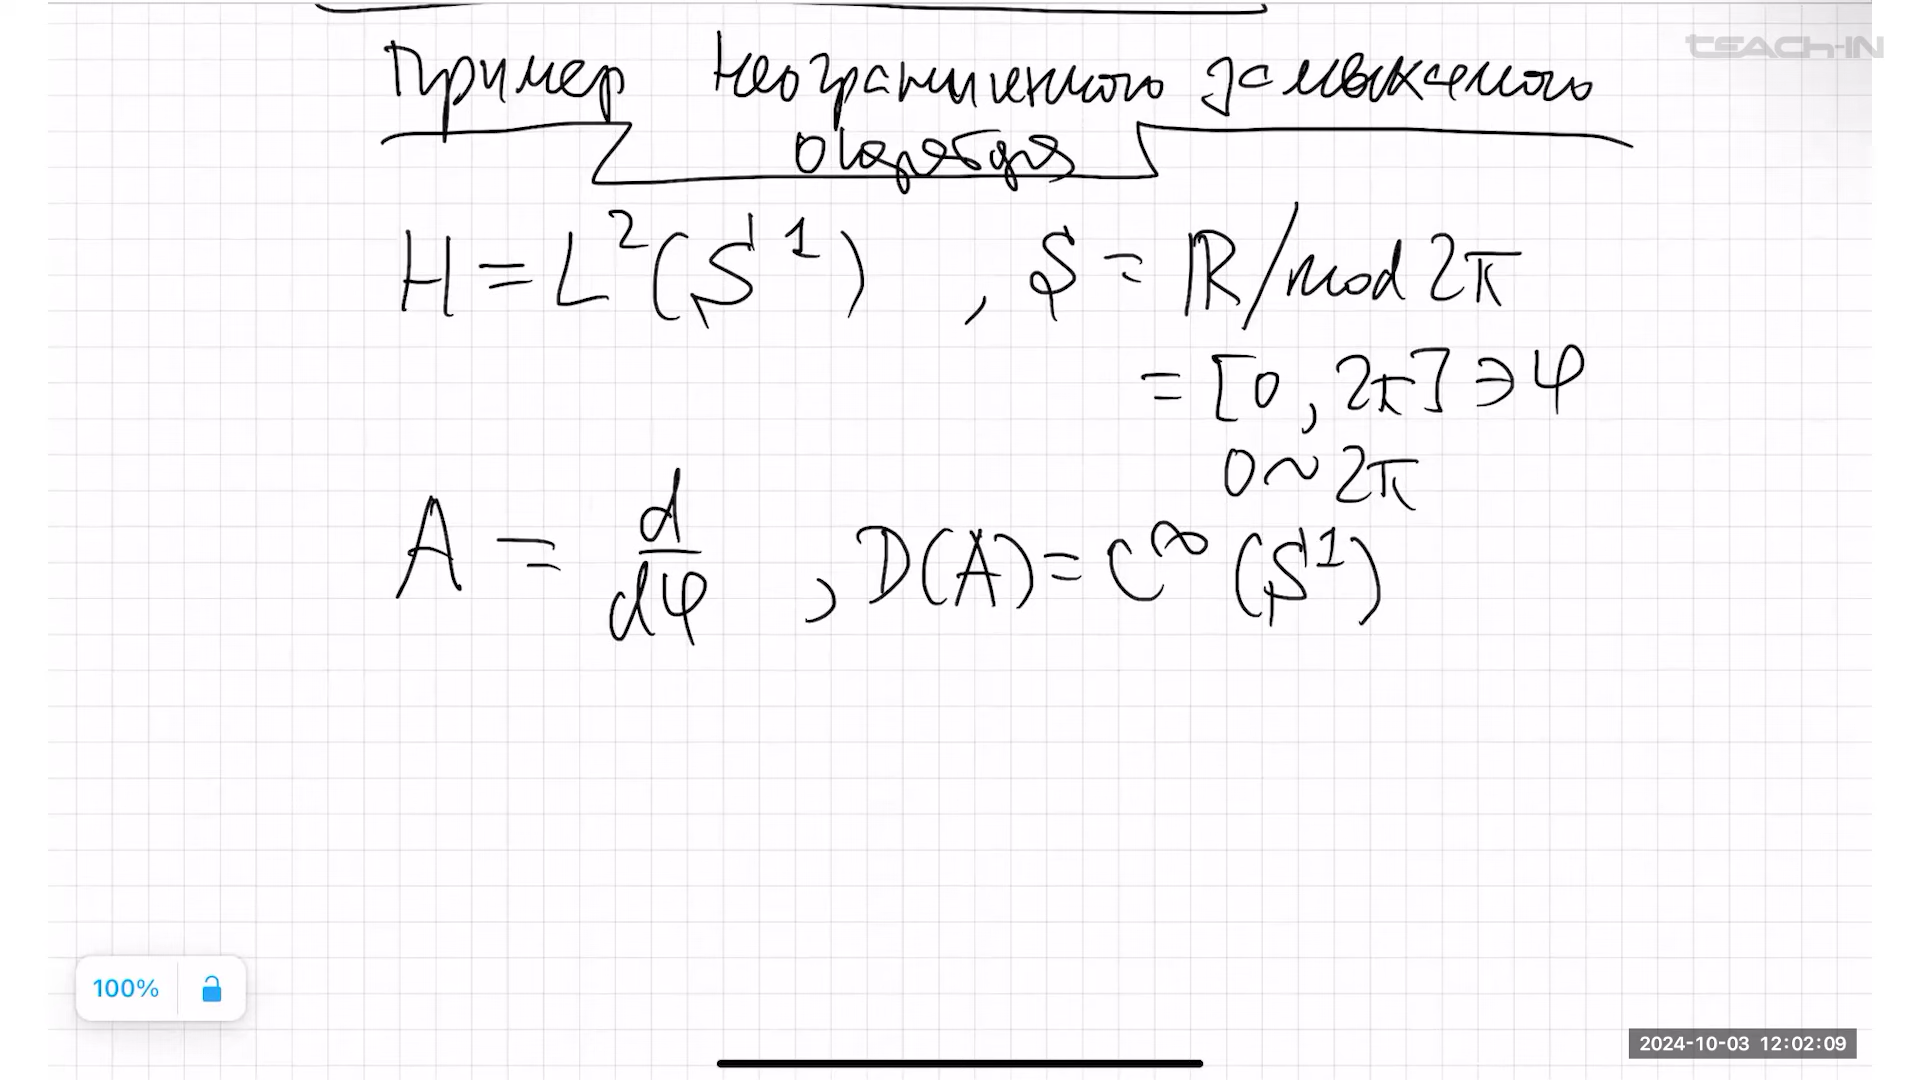 TEACH-IN
Пример неограниченного замыкаемого
оператора
H = L²(S¹) , S = ℝ/mod 2π
= [0, 2π] ∋ φ
0 ~ 2π
A = d/dφ , D(A) = C^∞(S¹)
100%
2024-10-03 12:02:09